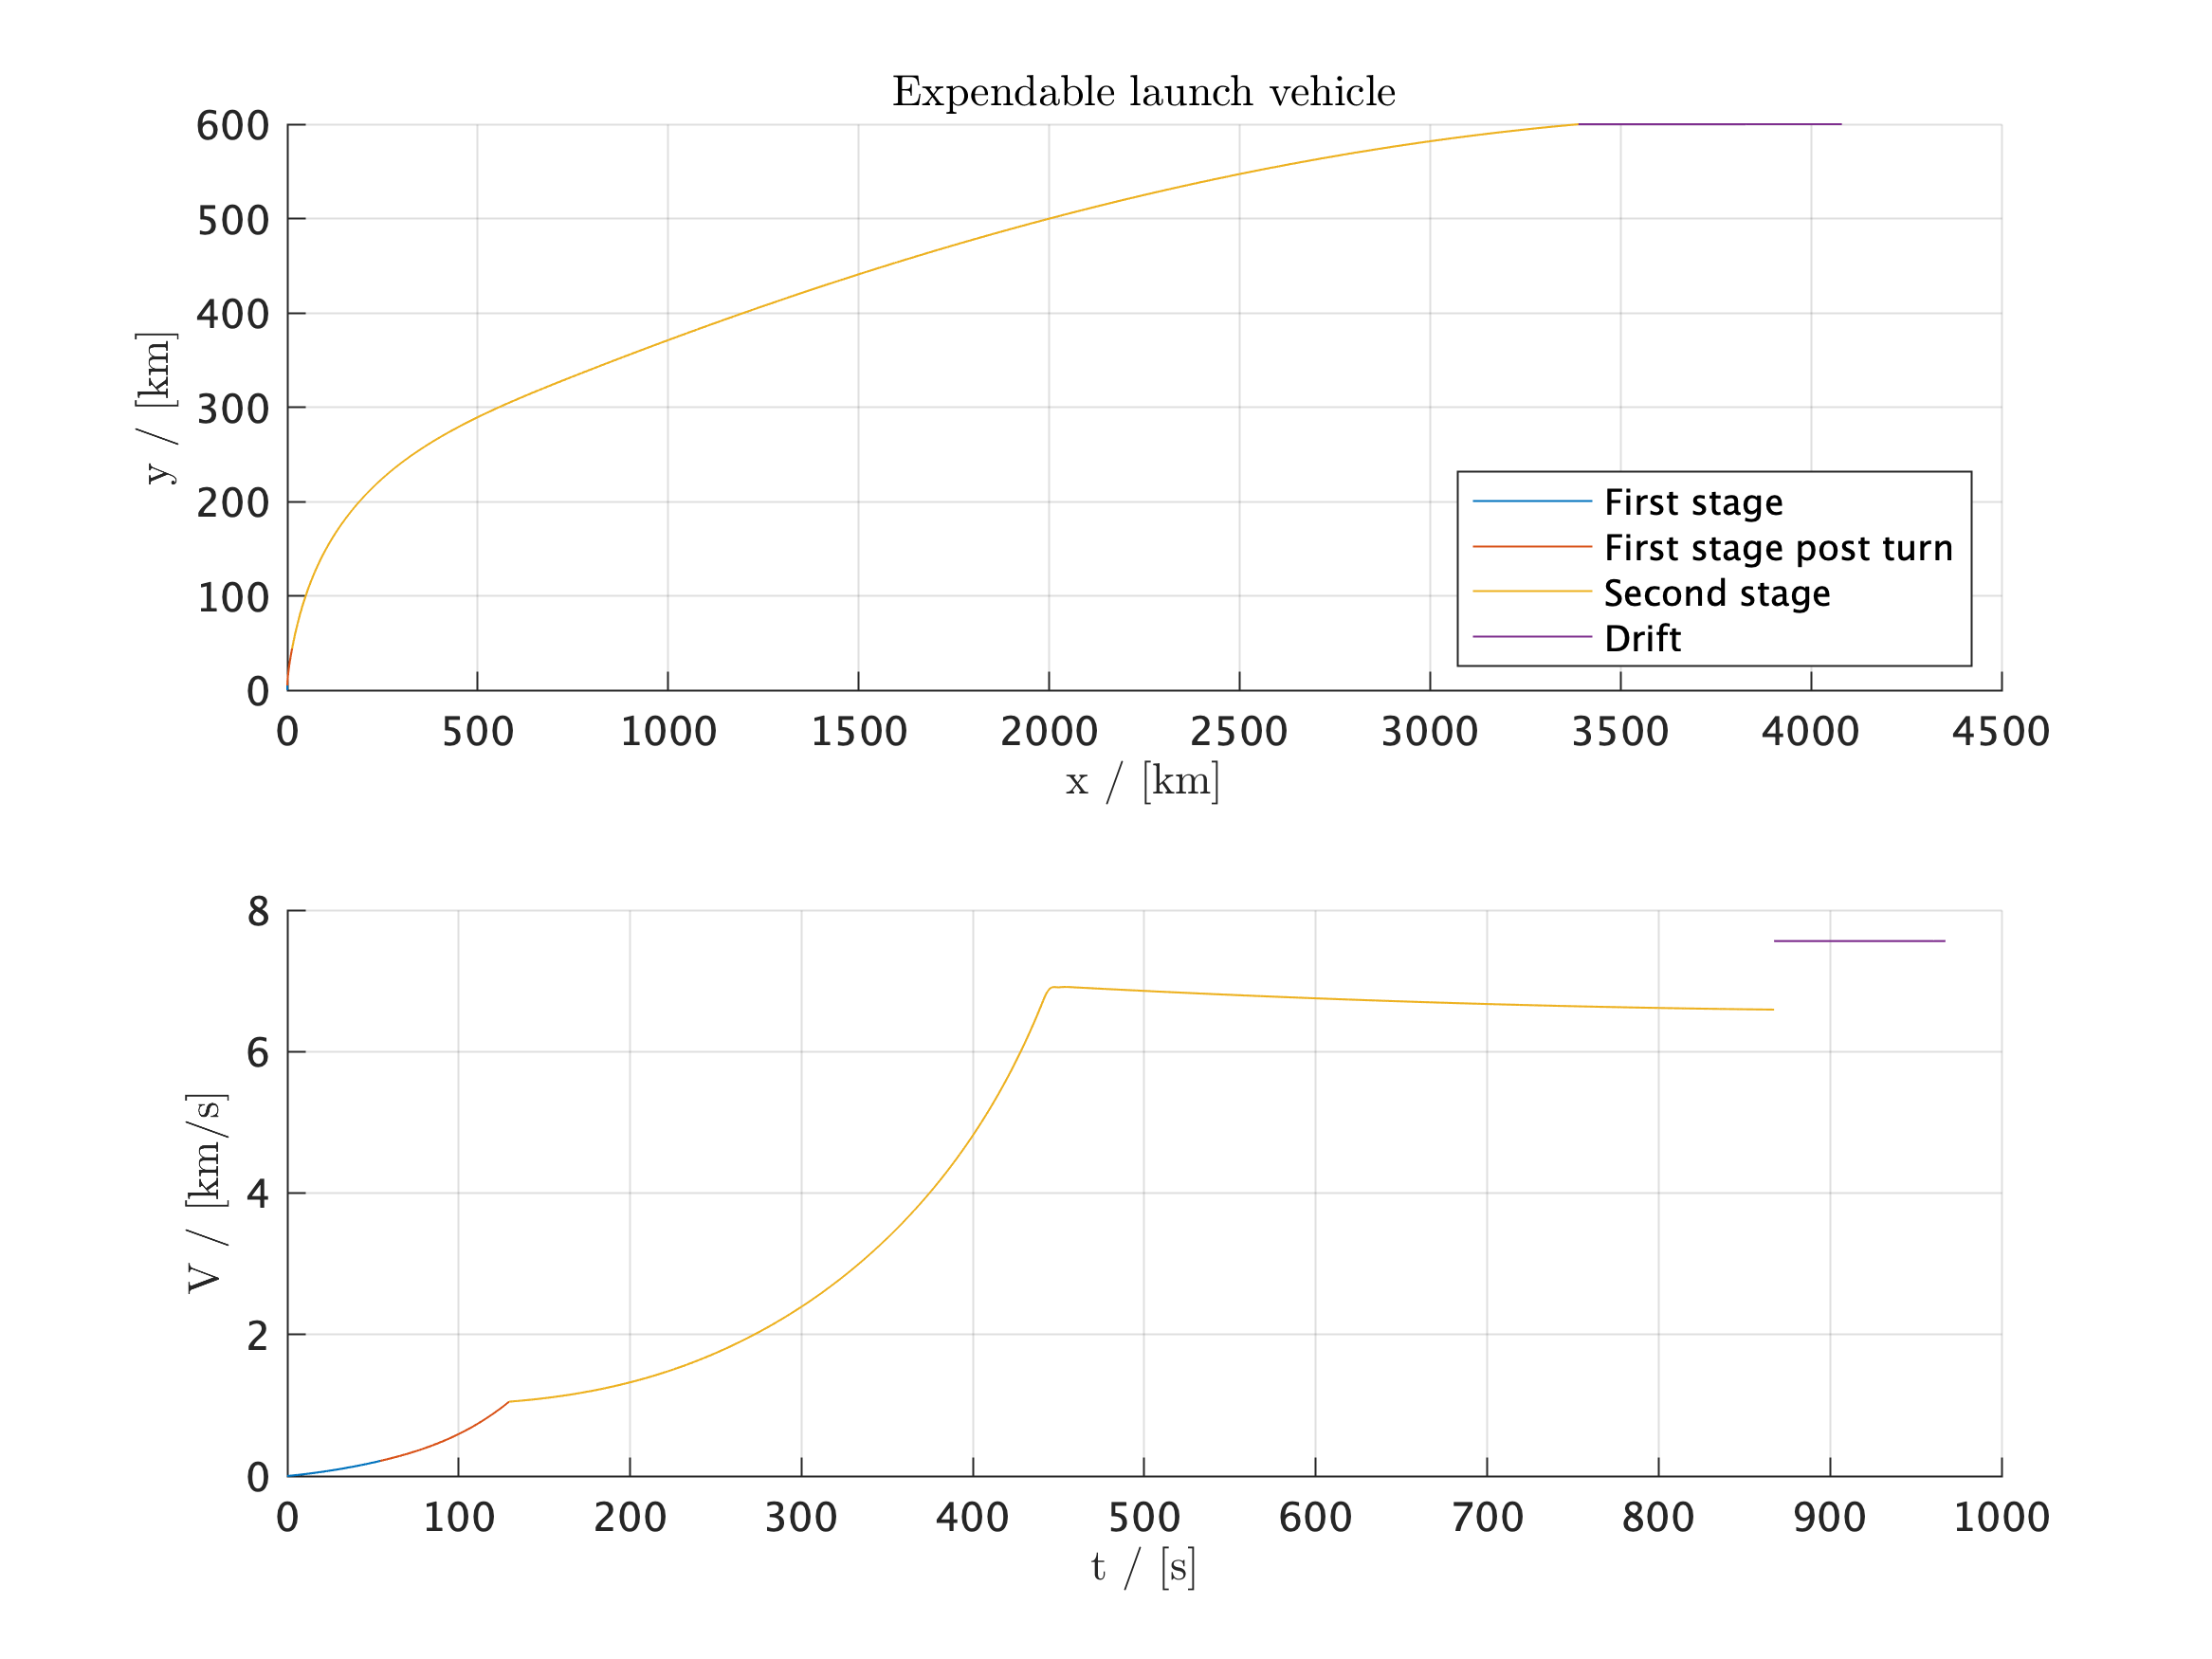 Expendable launch vehicle
600
500
400
300
200
100
0
y / [km]
0 500 1000 1500 2000 2500 3000 3500 4000 4500
x / [km]
First stage
First stage post turn
Second stage
Drift
8
6
4
2
0
V / [km/s]
0 100 200 300 400 500 600 700 800 900 1000
t / [s]